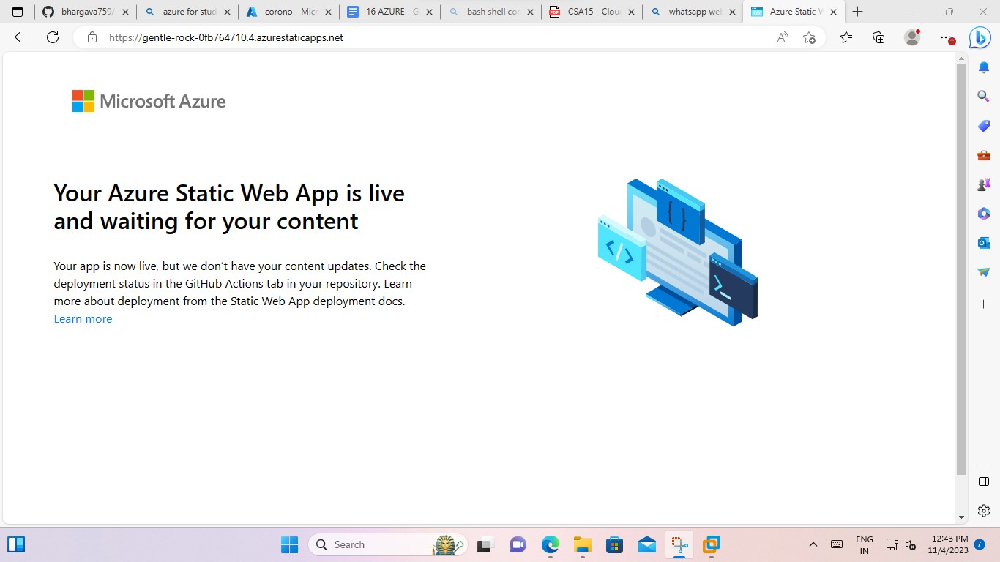 bhargava759/
azure for stud
corono - Micr
16 AZURE - G
bash shell cor
CSA15 - Clou
whatsapp web
Azure Static W
https://gentle-rock-0fb764710.4.azurestaticapps.net
Microsoft Azure
Your Azure Static Web App is live
and waiting for your content
Your app is now live, but we don't have your content updates. Check the
deployment status in the GitHub Actions tab in your repository. Learn
more about deployment from the Static Web App deployment docs.
Learn more
Search
ENG
IN
12:43 PM
11/4/2023
7